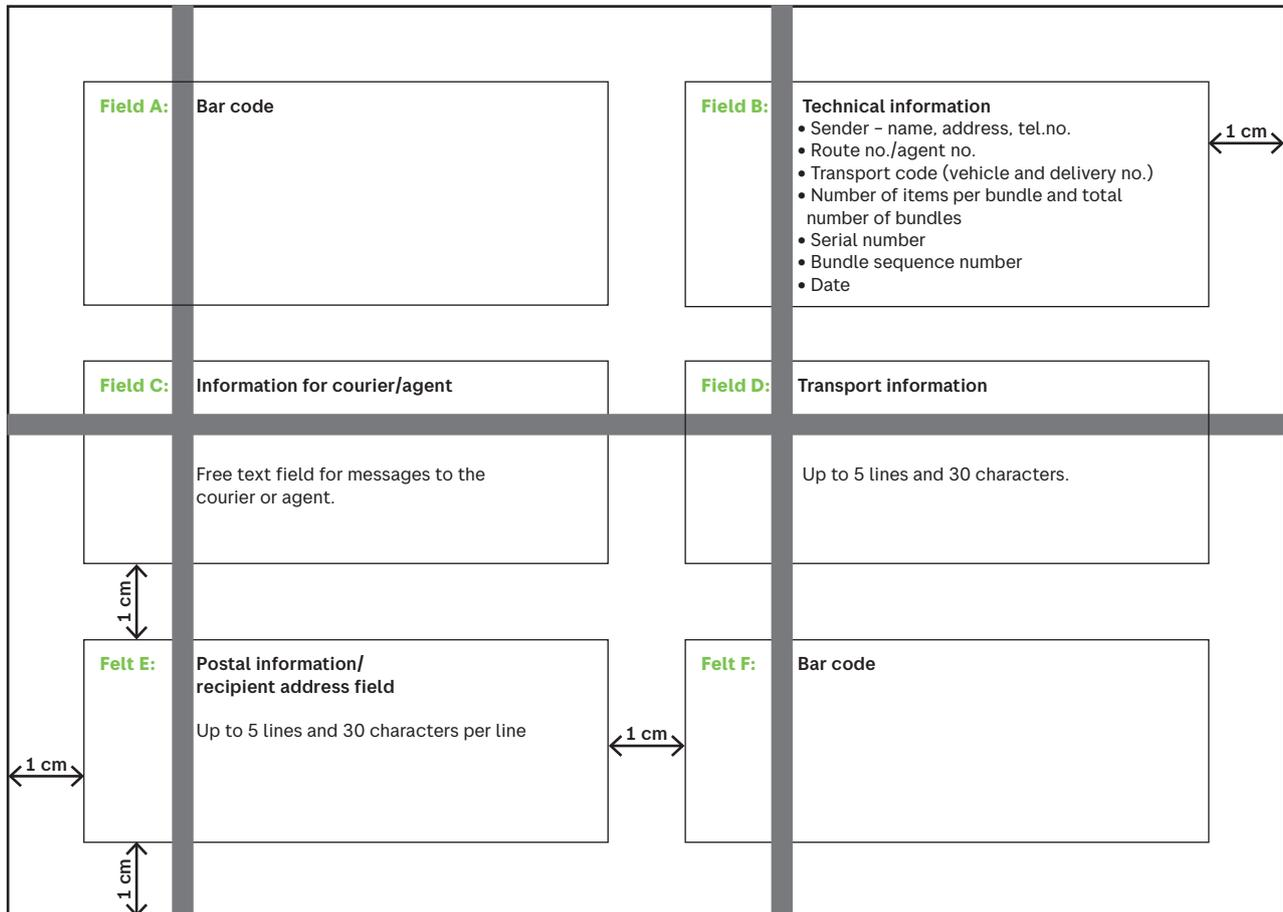 Field A: Bar code
Field B: Technical information
• Sender – name, address, tel.no.
• Route no./agent no.
• Transport code (vehicle and delivery no.)
• Number of items per bundle and total
number of bundles
• Serial number
• Bundle sequence number
• Date
1 cm
Field C: Information for courier/agent
Free text field for messages to the
courier or agent.
Field D: Transport information
Up to 5 lines and 30 characters.
1 cm
Felt E: Postal information/
recipient address field
Up to 5 lines and 30 characters per line
1 cm
1 cm
Felt F: Bar code
1 cm